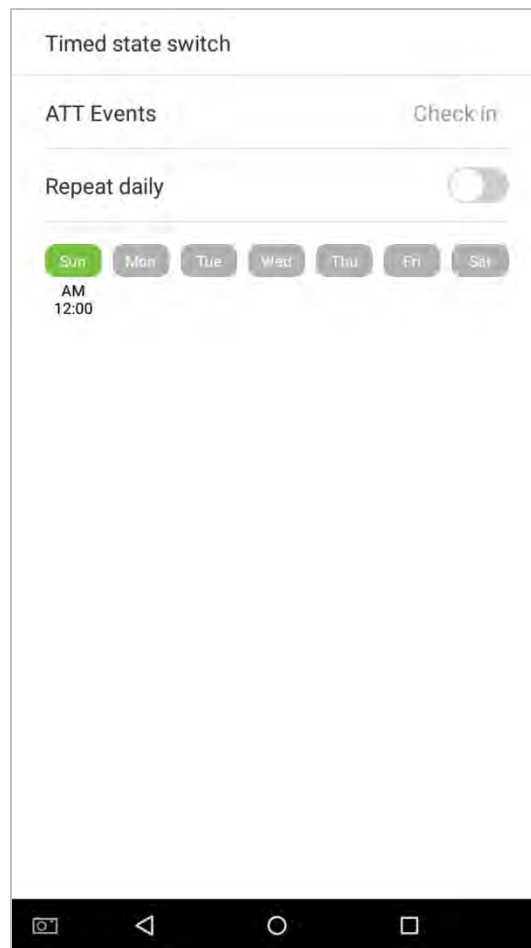 Timed state switch
ATT Events Check in
Repeat daily
Sun Mon Tue Wed Thu Fri Sat
AM
12:00